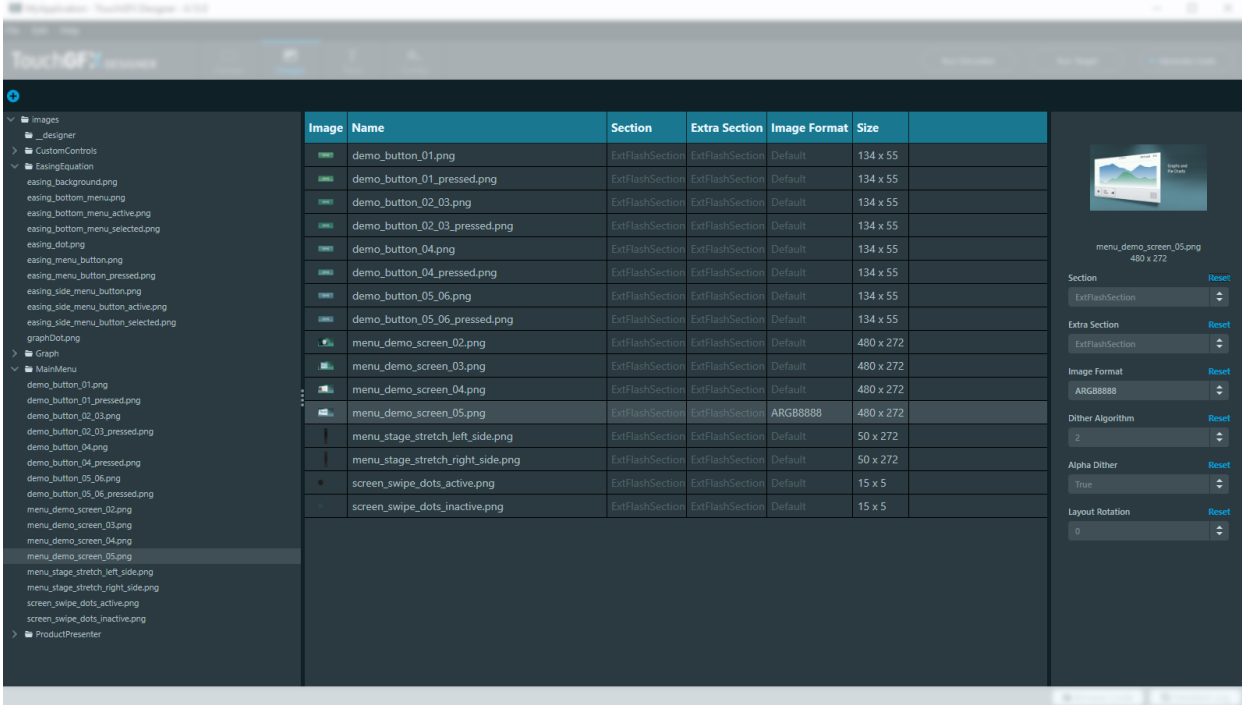 TouchGFX DESIGNER
images
__designer
CustomControls
EasingEquation
easing_background.png
easing_bottom_menu.png
easing_bottom_menu_active.png
easing_bottom_menu_selected.png
easing_dot.png
easing_menu_button.png
easing_menu_button_pressed.png
easing_side_menu_button.png
easing_side_menu_button_active.png
easing_side_menu_button_selected.png
graphDot.png
Graph
MainMenu
demo_button_01.png
demo_button_01_pressed.png
demo_button_02_03.png
demo_button_02_03_pressed.png
demo_button_04.png
demo_button_04_pressed.png
demo_button_05_06.png
demo_button_05_06_pressed.png
menu_demo_screen_02.png
menu_demo_screen_03.png
menu_demo_screen_04.png
menu_demo_screen_05.png
menu_stage_stretch_left_side.png
menu_stage_stretch_right_side.png
screen_swipe_dots_active.png
screen_swipe_dots_inactive.png
ProductPresenter
Image Name Section Extra Section Image Format Size
demo_button_01.png ExtFlashSection ExtFlashSection Default 134 x 55
demo_button_01_pressed.png ExtFlashSection ExtFlashSection Default 134 x 55
demo_button_02_03.png ExtFlashSection ExtFlashSection Default 134 x 55
demo_button_02_03_pressed.png ExtFlashSection ExtFlashSection Default 134 x 55
demo_button_04.png ExtFlashSection ExtFlashSection Default 134 x 55
demo_button_04_pressed.png ExtFlashSection ExtFlashSection Default 134 x 55
demo_button_05_06.png ExtFlashSection ExtFlashSection Default 134 x 55
demo_button_05_06_pressed.png ExtFlashSection ExtFlashSection Default 134 x 55
menu_demo_screen_02.png ExtFlashSection ExtFlashSection Default 480 x 272
menu_demo_screen_03.png ExtFlashSection ExtFlashSection Default 480 x 272
menu_demo_screen_04.png ExtFlashSection ExtFlashSection Default 480 x 272
menu_demo_screen_05.png ExtFlashSection ExtFlashSection ARGB8888 480 x 272
menu_stage_stretch_left_side.png ExtFlashSection ExtFlashSection Default 50 x 272
menu_stage_stretch_right_side.png ExtFlashSection ExtFlashSection Default 50 x 272
screen_swipe_dots_active.png ExtFlashSection ExtFlashSection Default 15 x 5
screen_swipe_dots_inactive.png ExtFlashSection ExtFlashSection Default 15 x 5
Graphs and
Pie Charts
menu_demo_screen_05.png
480 x 272
Section Reset
ExtFlashSection
Extra Section Reset
ExtFlashSection
Image Format Reset
ARGB8888
Dither Algorithm Reset
2
Alpha Dither Reset
True
Layout Rotation Reset
0